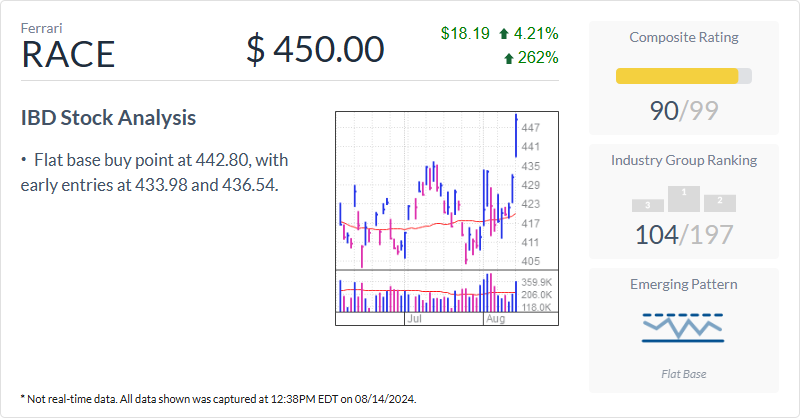 Ferrari
RACE
$ 450.00
$18.19 4.21%
262%
IBD Stock Analysis
• Flat base buy point at 442.80, with
early entries at 433.98 and 436.54.
447
441
435
429
423
417
411
405
359.9K
206.0K
118.0K
Jul
Aug
Composite Rating
90/99
Industry Group Ranking
3
1
2
104/197
Emerging Pattern
Flat Base
* Not real-time data. All data shown was captured at 12:38PM EDT on 08/14/2024.